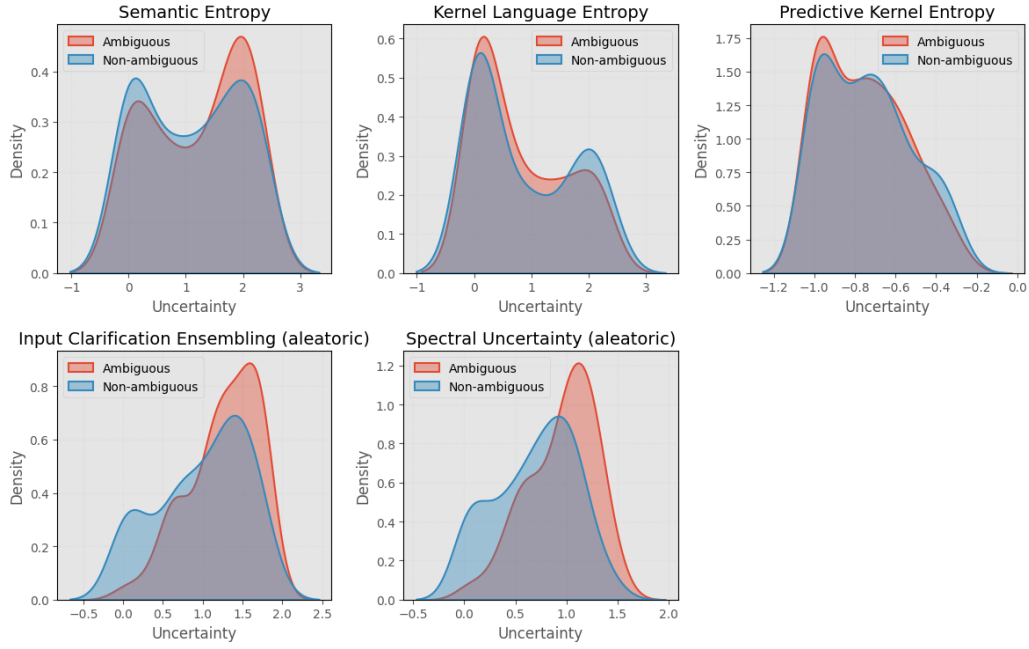 Semantic Entropy
Ambiguous
Non-ambiguous
Density
0.4
0.3
0.2
0.1
0.0
−1 0 1 2 3
Uncertainty
Kernel Language Entropy
Ambiguous
Non-ambiguous
Density
0.6
0.5
0.4
0.3
0.2
0.1
0.0
−1 0 1 2 3
Uncertainty
Predictive Kernel Entropy
Ambiguous
Non-ambiguous
Density
1.75
1.50
1.25
1.00
0.75
0.50
0.25
0.00
−1.2 −1.0 −0.8 −0.6 −0.4 −0.2 0.0
Uncertainty
Input Clarification Ensembling (aleatoric)
Ambiguous
Non-ambiguous
Density
0.8
0.6
0.4
0.2
0.0
−0.5 0.0 0.5 1.0 1.5 2.0 2.5
Uncertainty
Spectral Uncertainty (aleatoric)
Ambiguous
Non-ambiguous
Density
1.2
1.0
0.8
0.6
0.4
0.2
0.0
−0.5 0.0 0.5 1.0 1.5 2.0
Uncertainty